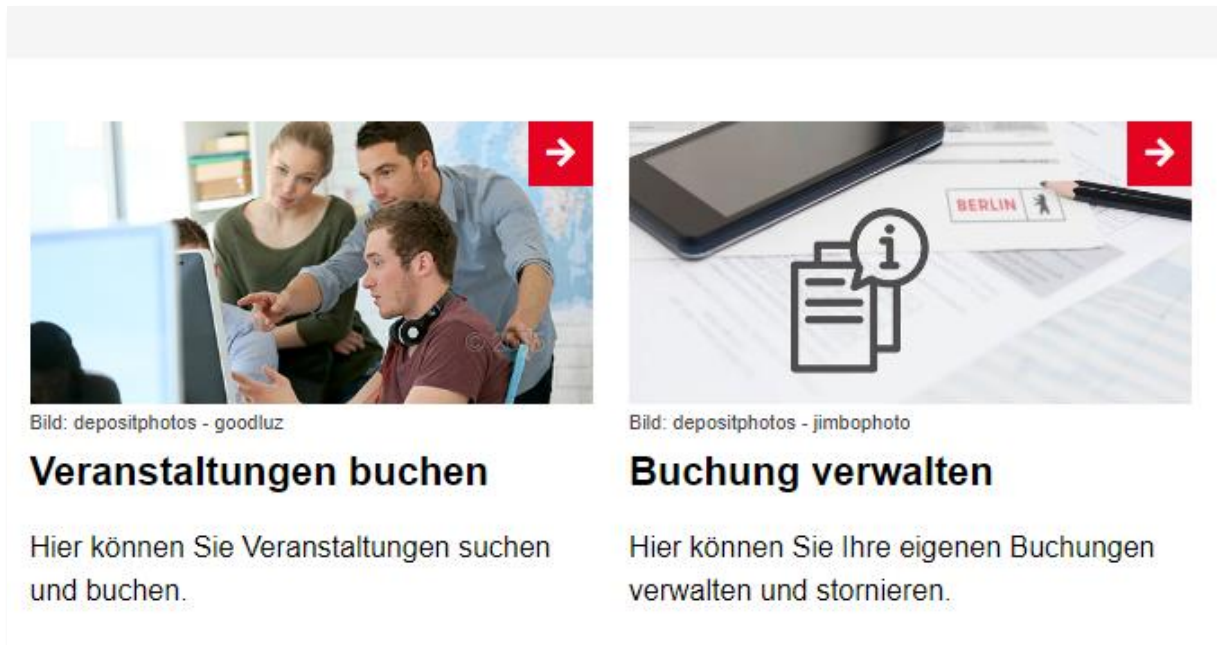 BERLIN
Bild: depositphotos - goodluz
Veranstaltungen buchen
Hier können Sie Veranstaltungen suchen
und buchen.
Bild: depositphotos - jimbophoto
Buchung verwalten
Hier können Sie Ihre eigenen Buchungen
verwalten und stornieren.